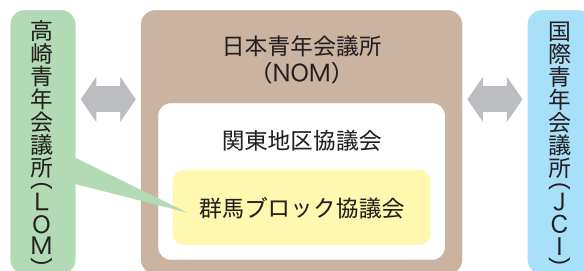 高崎青年会議所(LOM)
日本青年会議所
(NOM)
関東地区協議会
群馬ブロック協議会
国際青年会議所(JCI)